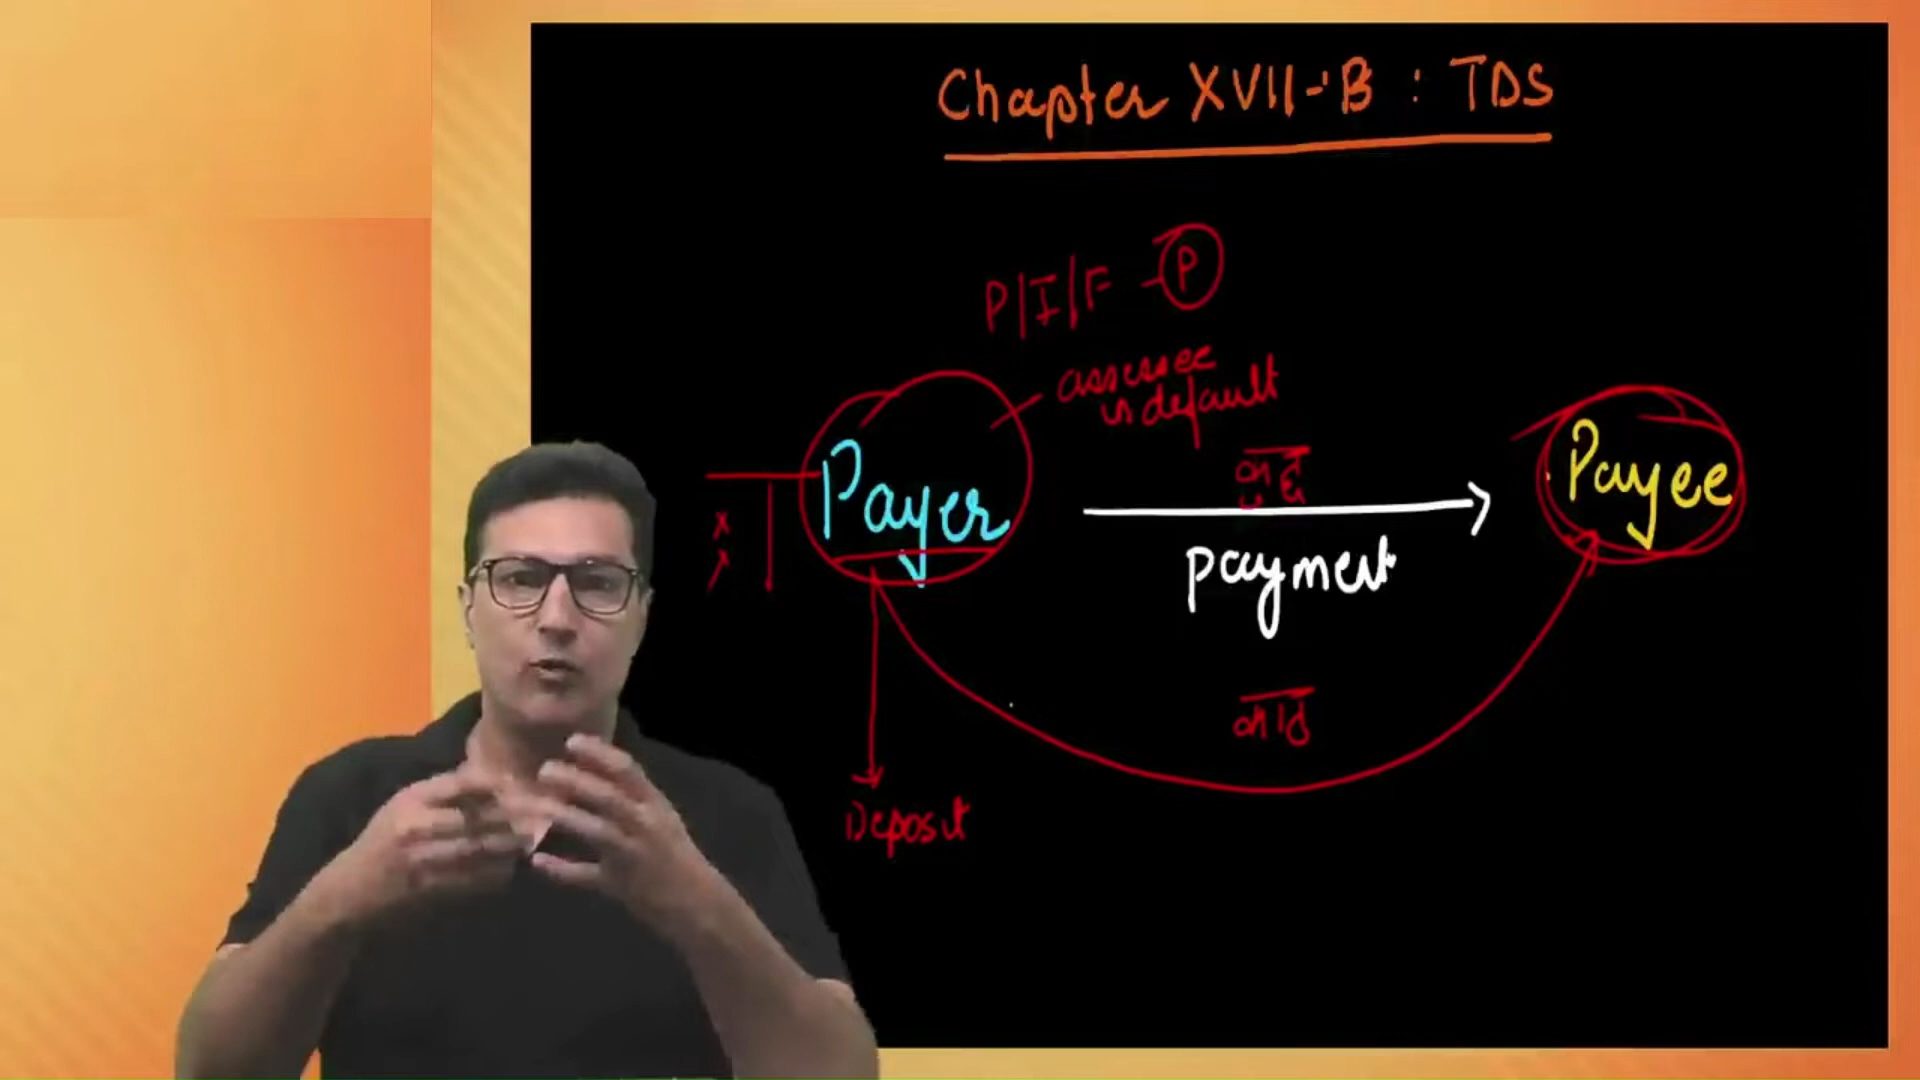 Chapter XVII-B : TDS
P/I/F - P
assessee
in default
Payer
Payee
payment
Deposit